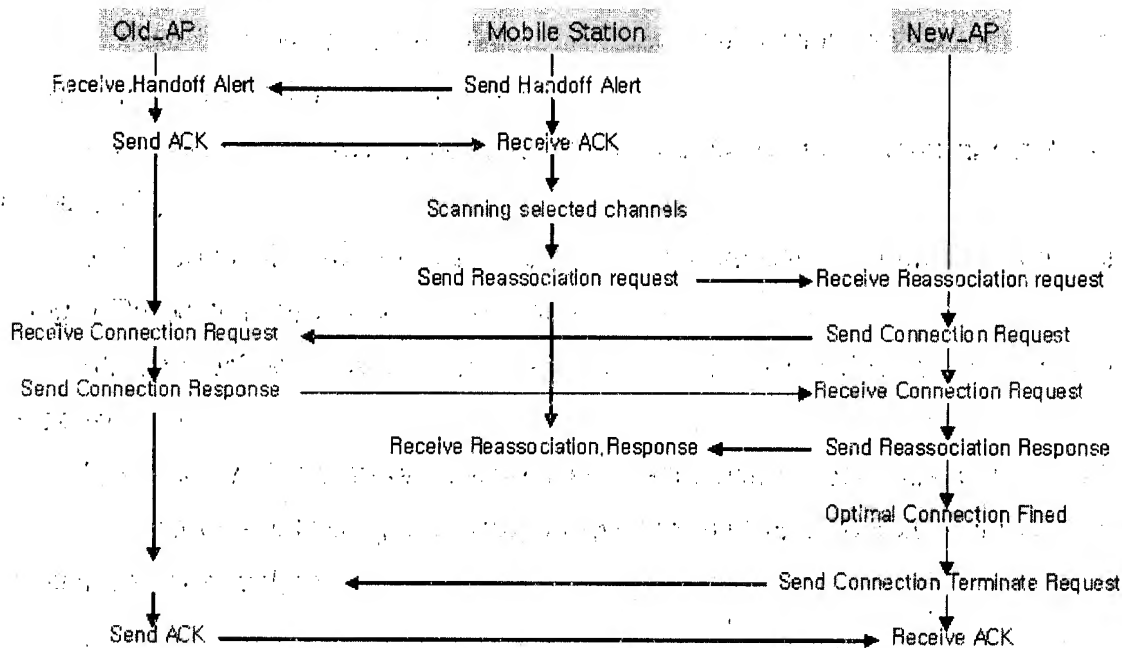 Old_AP Mobile Station New_AP
Receive Handoff Alert Send Handoff Alert
Send ACK Receive ACK
Scanning selected channels
Send Reassociation request Receive Reassociation request
Receive Connection Request Send Connection Request
Send Connection Response Receive Connection Request
Receive Reassociation Response Send Reassociation Response
Optimal Connection Fined
Send Connection Terminate Request
Send ACK Receive ACK